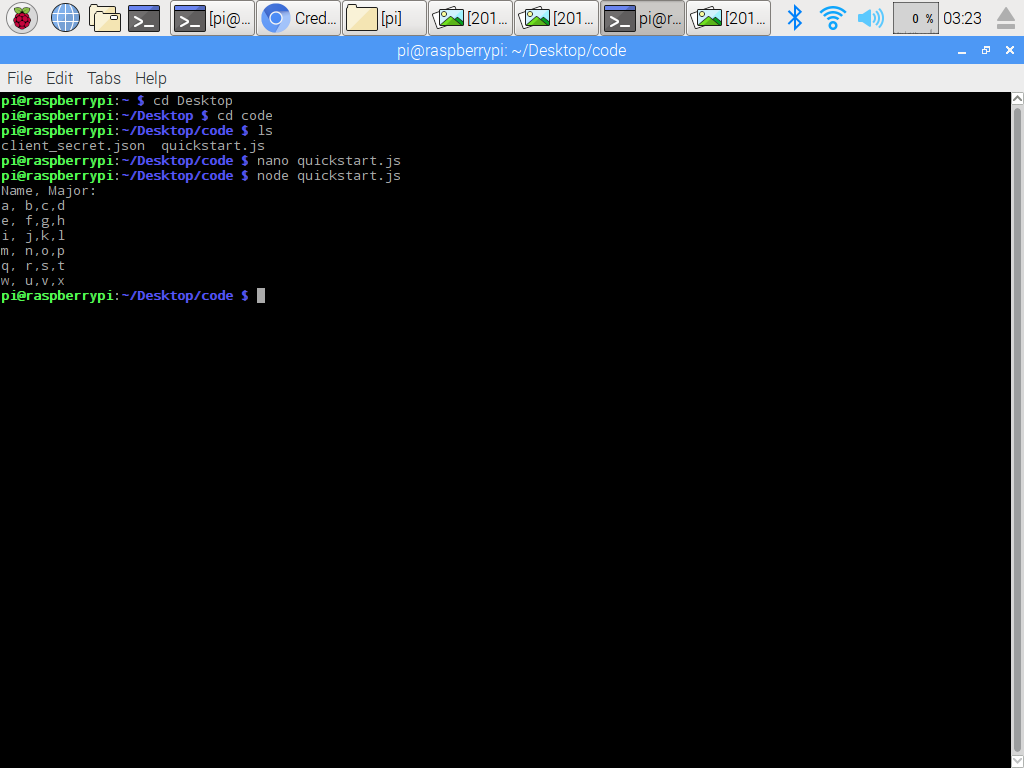 [pi@... Cred... [pi] [201... [201... pi@r... [201... 0 % 03:23
pi@raspberrypi: ~/Desktop/code
File Edit Tabs Help
pi@raspberrypi:~ $ cd Desktop
pi@raspberrypi:~/Desktop $ cd code
pi@raspberrypi:~/Desktop/code $ ls
client_secret.json  quickstart.js
pi@raspberrypi:~/Desktop/code $ nano quickstart.js
pi@raspberrypi:~/Desktop/code $ node quickstart.js
Name, Major:
a, b,c,d
e, f,g,h
i, j,k,l
m, n,o,p
q, r,s,t
w, u,v,x
pi@raspberrypi:~/Desktop/code $